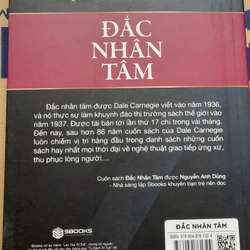 ĐẮC
NHÂN
TÂM
Đắc nhân tâm được Dale Carnegie viết vào năm 1936,
và nó thực sự làm khuynh đảo thị trường sách thế giới vào
năm 1937. Được tái bản tới lần thứ 17 chỉ trong vài tháng.
Đến nay, sau hơn 86 năm cuốn sách của Dale Carnegie
luôn chiếm vị trí hàng đầu trong danh sách những cuốn
sách hay nhất mọi thời đại về nghệ thuật giao tiếp ứng xử,
thu phục lòng người...
Cuốn sách Đắc Nhân Tâm được Nguyễn Anh Dũng
- Nhà sáng lập Sbooks khuyên bạn trẻ nên đọc
SBOOKS
ĐẮC NHÂN TÂM